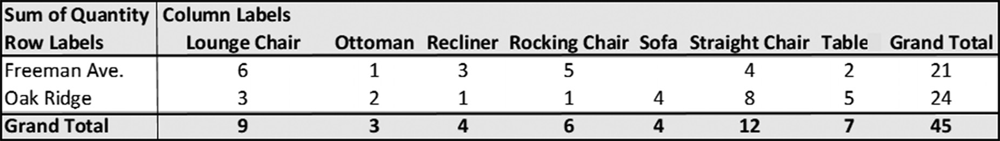 Sum of Quantity Column Labels
Row Labels Lounge Chair Ottoman Recliner Rocking Chair Sofa Straight Chair Table Grand Total
Freeman Ave. 6 1 3 5 4 2 21
Oak Ridge 3 2 1 1 4 8 5 24
Grand Total 9 3 4 6 4 12 7 45